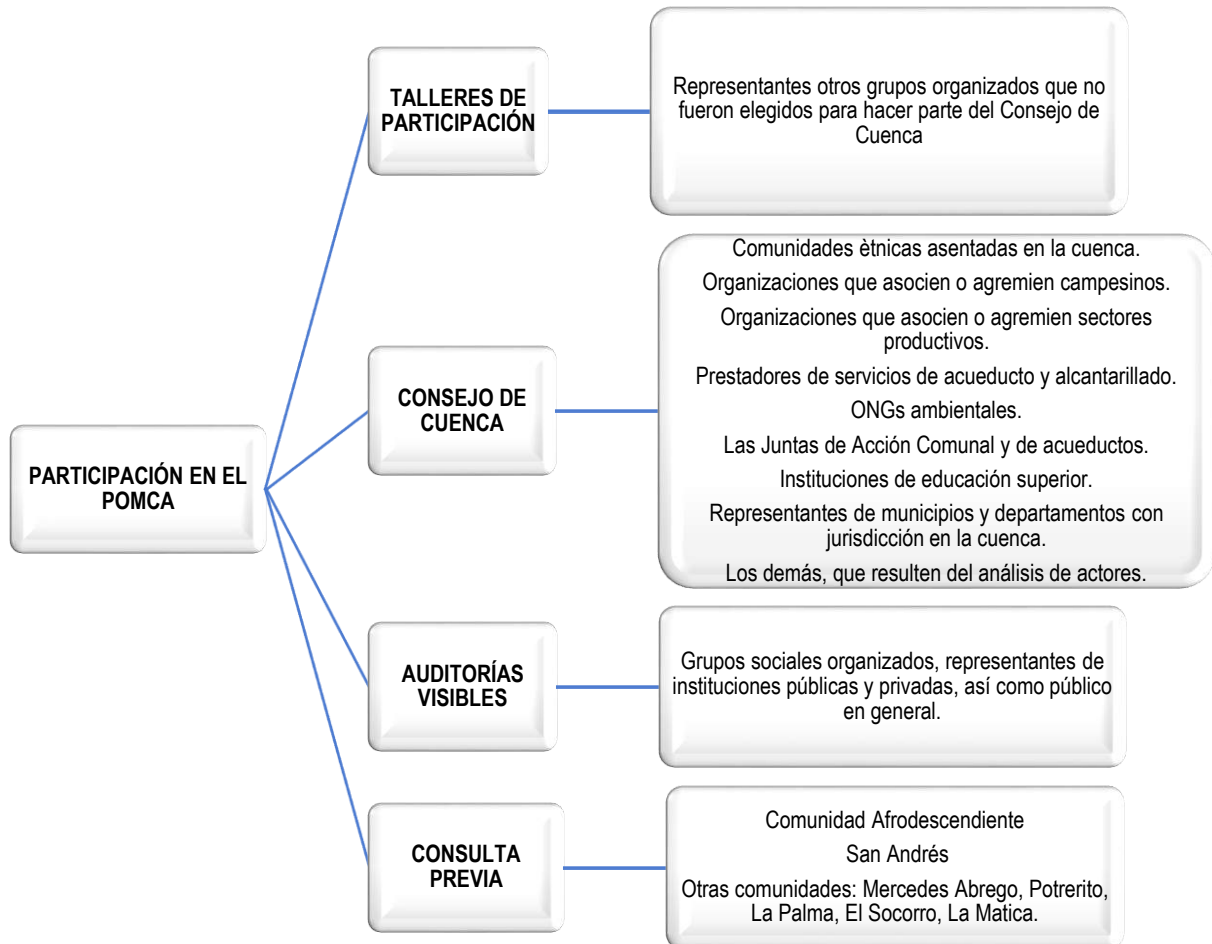 PARTICIPACIÓN EN EL
POMCA
TALLERES DE
PARTICIPACIÓN
Representantes otros grupos organizados que no
fueron elegidos para hacer parte del Consejo de
Cuenca
CONSEJO DE
CUENCA
Comunidades ètnicas asentadas en la cuenca.
Organizaciones que asocien o agremien campesinos.
Organizaciones que asocien o agremien sectores
productivos.
Prestadores de servicios de acueducto y alcantarillado.
ONGs ambientales.
Las Juntas de Acción Comunal y de acueductos.
Instituciones de educación superior.
Representantes de municipios y departamentos con
jurisdicción en la cuenca.
Los demás, que resulten del análisis de actores.
AUDITORÍAS
VISIBLES
Grupos sociales organizados, representantes de
instituciones públicas y privadas, así como público
en general.
CONSULTA
PREVIA
Comunidad Afrodescendiente
San Andrés
Otras comunidades: Mercedes Abrego, Potrerito,
La Palma, El Socorro, La Matica.